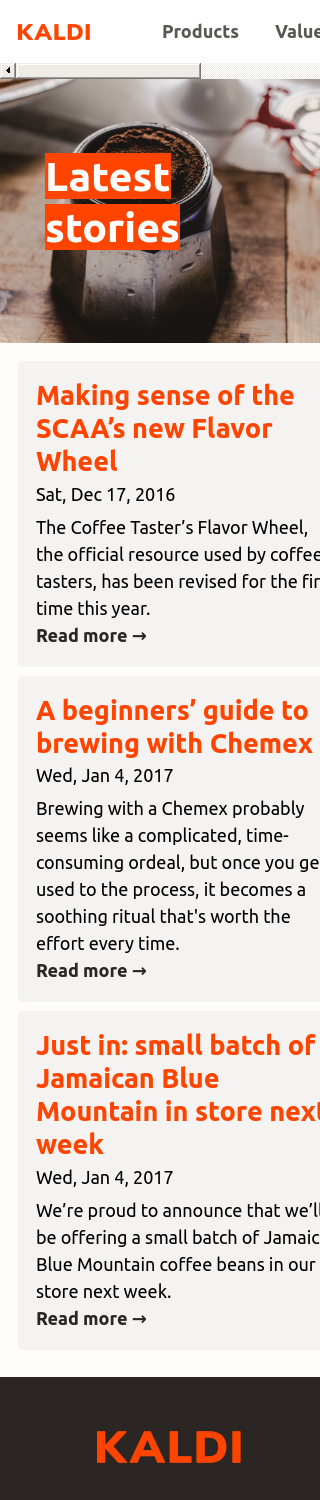 KALDI
Products
Value
Latest
stories
Making sense of the
SCAA’s new Flavor
Wheel
Sat, Dec 17, 2016
The Coffee Taster’s Flavor Wheel,
the official resource used by coffee
tasters, has been revised for the fir
time this year.
Read more →
A beginners’ guide to
brewing with Chemex
Wed, Jan 4, 2017
Brewing with a Chemex probably
seems like a complicated, time-
consuming ordeal, but once you ge
used to the process, it becomes a
soothing ritual that's worth the
effort every time.
Read more →
Just in: small batch of
Jamaican Blue
Mountain in store next
week
Wed, Jan 4, 2017
We’re proud to announce that we’ll
be offering a small batch of Jamaic
Blue Mountain coffee beans in our
store next week.
Read more →
KALDI